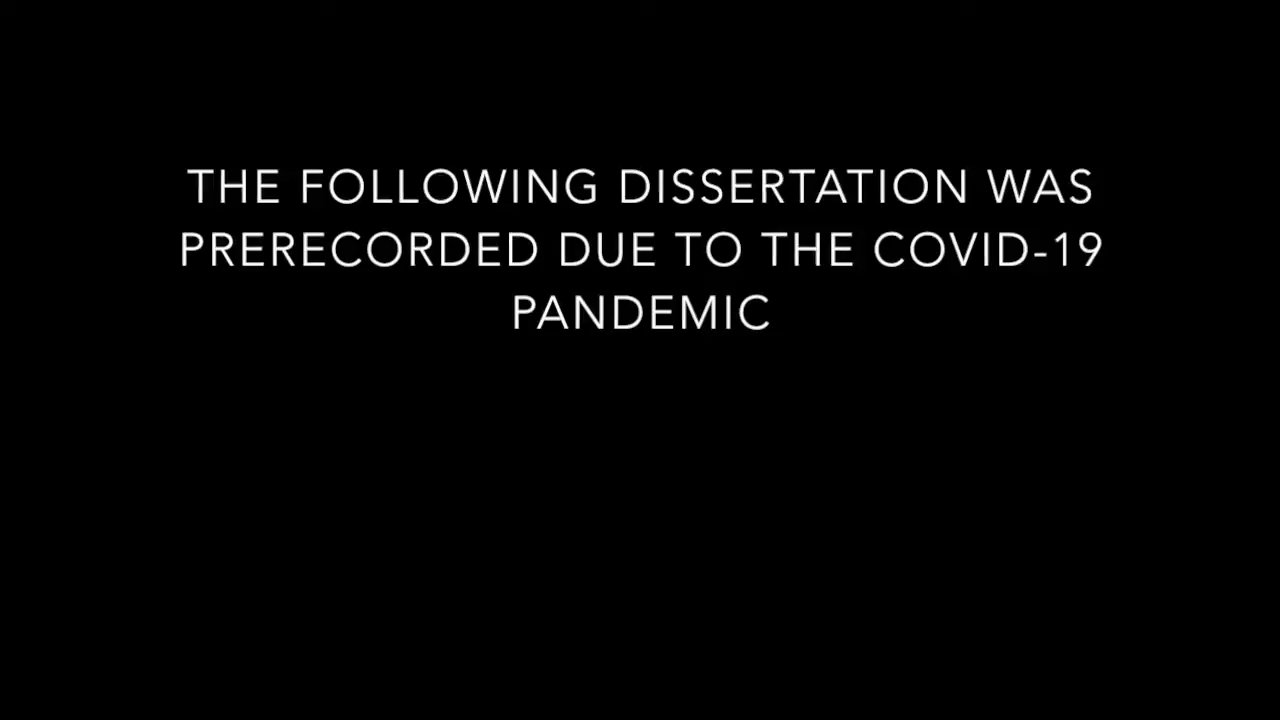 THE FOLLOWING DISSERTATION WAS
PRERECORDED DUE TO THE COVID-19
PANDEMIC